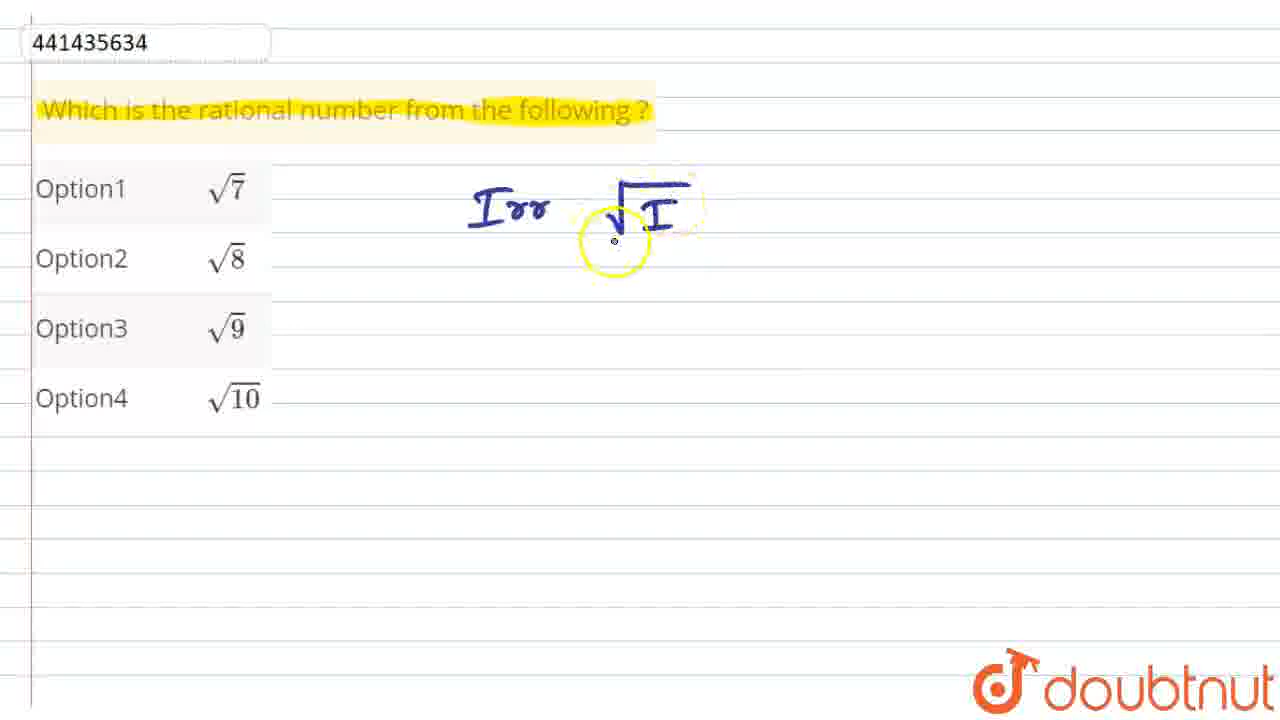 441435634
Which is the rational number from the following ?
Option1 √7
Irr √I
Option2 √8
Option3 √9
Option4 √10
doubtnut